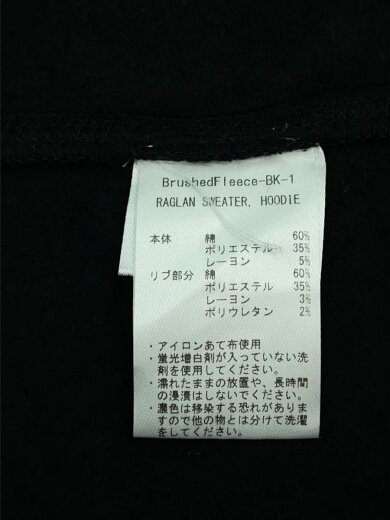 BrushedFleece-BK-1
RAGLAN SWEATER, HOODIE
本体 綿 60%
ポリエステル 35%
レーヨン 5%
リブ部分 綿 60%
ポリエステル 35%
レーヨン 3%
ポリウレタン 2%
・アイロンあて布使用
・蛍光増白剤が入っていない洗
剤を使用してください。
・濡れたままの放置や、長時間
の浸漬はしないでください。
・濃色は移染する恐れがありま
すので他の物とは分けて洗濯
をしてください。